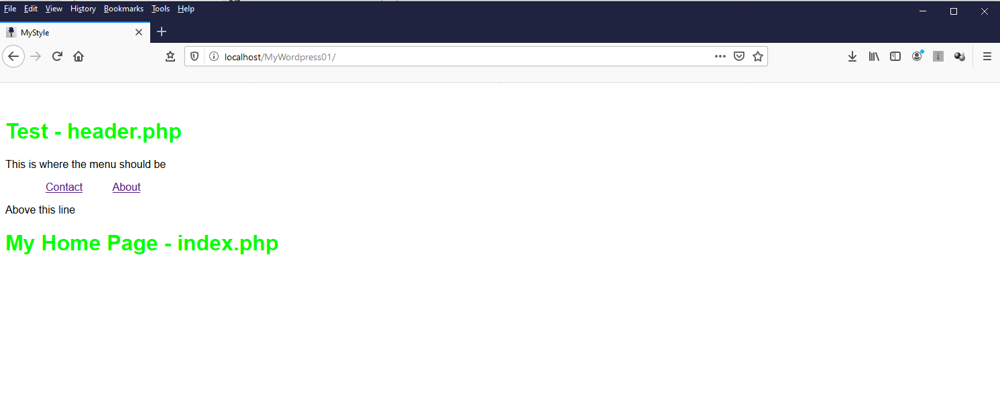 File Edit View History Bookmarks Tools Help
MyStyle
localhost/MyWordpress01/
Test - header.php
This is where the menu should be
Contact About
Above this line
My Home Page - index.php